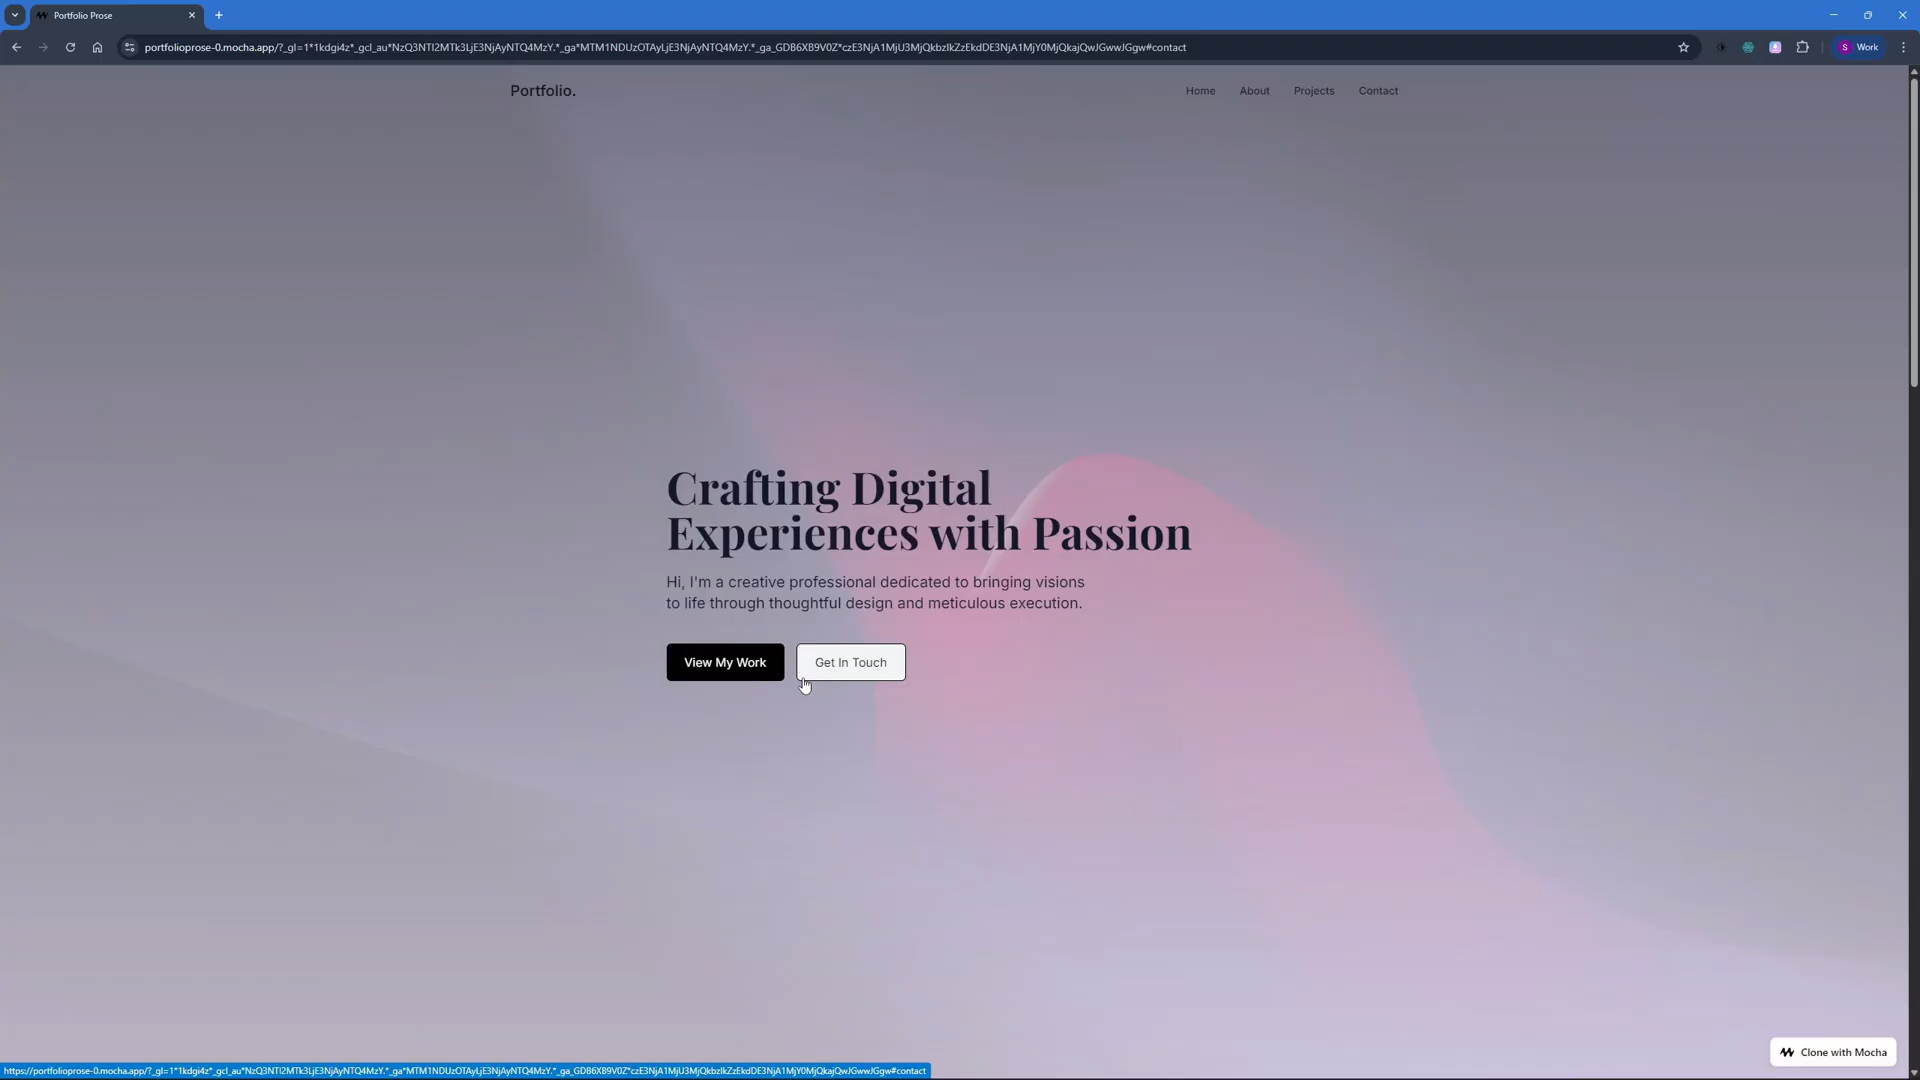 Portfolio Prose
portfolioprose-0.mocha.app/?_gl=1*1kdgi4z*_gcl_au*NzQ3NTI2MTk3LjE3NjAyNTQ4MzY.*_ga*MTM1NDUzOTAyLjE3NjAyNTQ4MzY.*_ga_GDB6XB9V0Z*czE3NjA1MjU3MjQkbzIkZzEkdDE3NjA1MjY0MjQkajQwJGwwJGgw#contact
S Work
Portfolio.
Home About Projects Contact
Crafting Digital
Experiences with Passion
Hi, I'm a creative professional dedicated to bringing visions
to life through thoughtful design and meticulous execution.
View My Work Get In Touch
Clone with Mocha
https://portfolioprose-0.mocha.app/?_gl=1*1kdgi4z*_gcl_au*NzQ3NTI2MTk3LjE3NjAyNTQ4MzY.*_ga*MTM1NDUzOTAyLjE3NjAyNTQ4MzY.*_ga_GDB6XB9V0Z*czE3NjA1MjU3MjQkbzIkZzEkdDE3NjA1MjY0MjQkajQwJGwwJGgw#contact